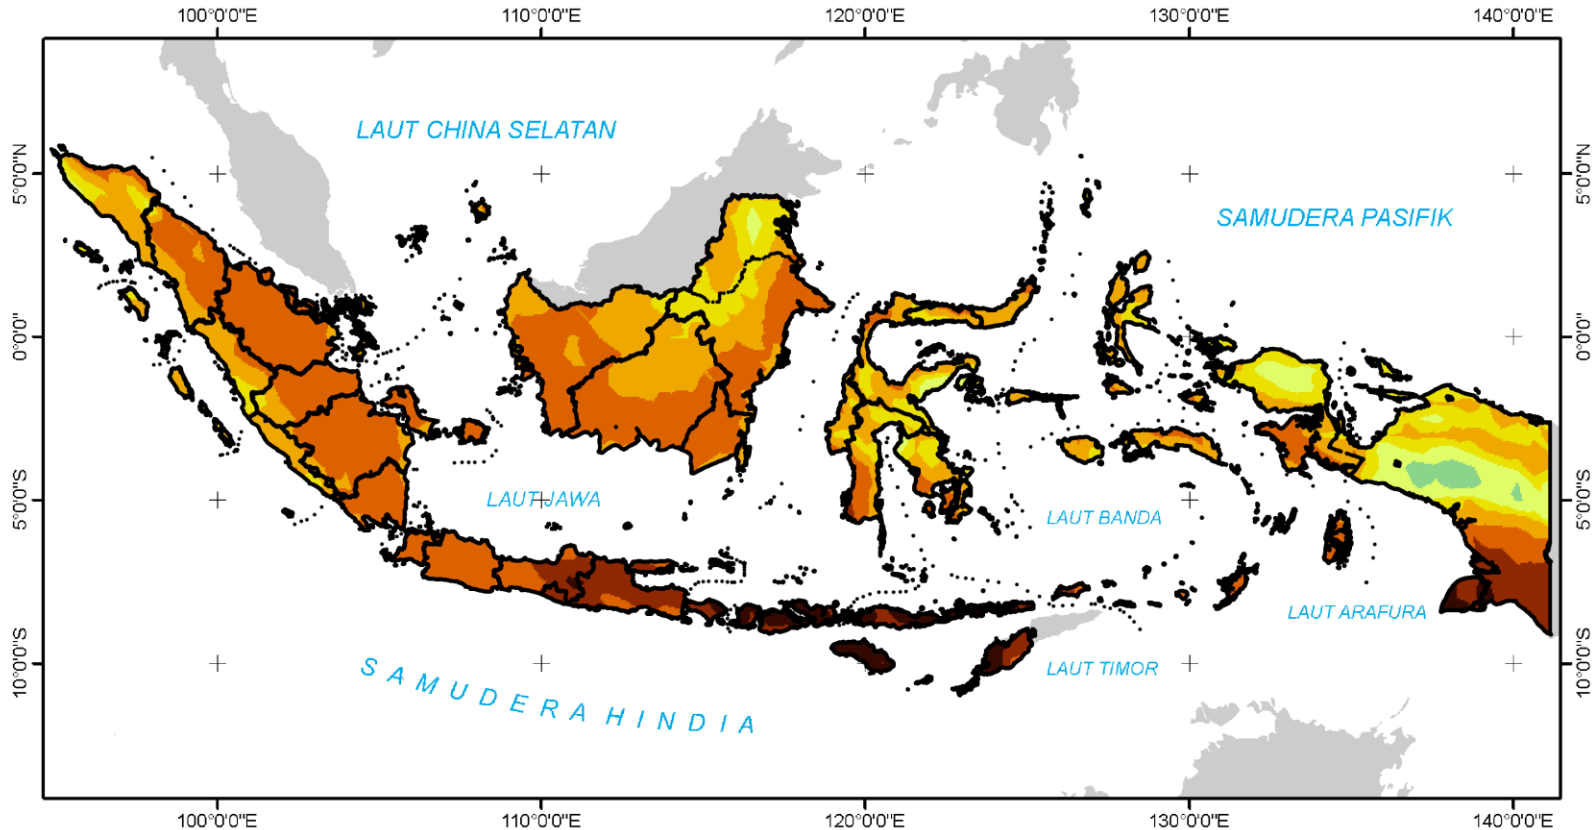 100°0'0"E 110°0'0"E 120°0'0"E 130°0'0"E 140°0'0"E
LAUT CHINA SELATAN
5°0'0"N 5°0'0"N
SAMUDERA PASIFIK
0°0'0" 0°0'0"
LAUT JAWA
5°0'0"S 5°0'0"S
LAUT BANDA
LAUT ARAFURA
10°0'0"S 10°0'0"S
LAUT TIMOR
SAMUDERA HINDIA
100°0'0"E 110°0'0"E 120°0'0"E 130°0'0"E 140°0'0"E